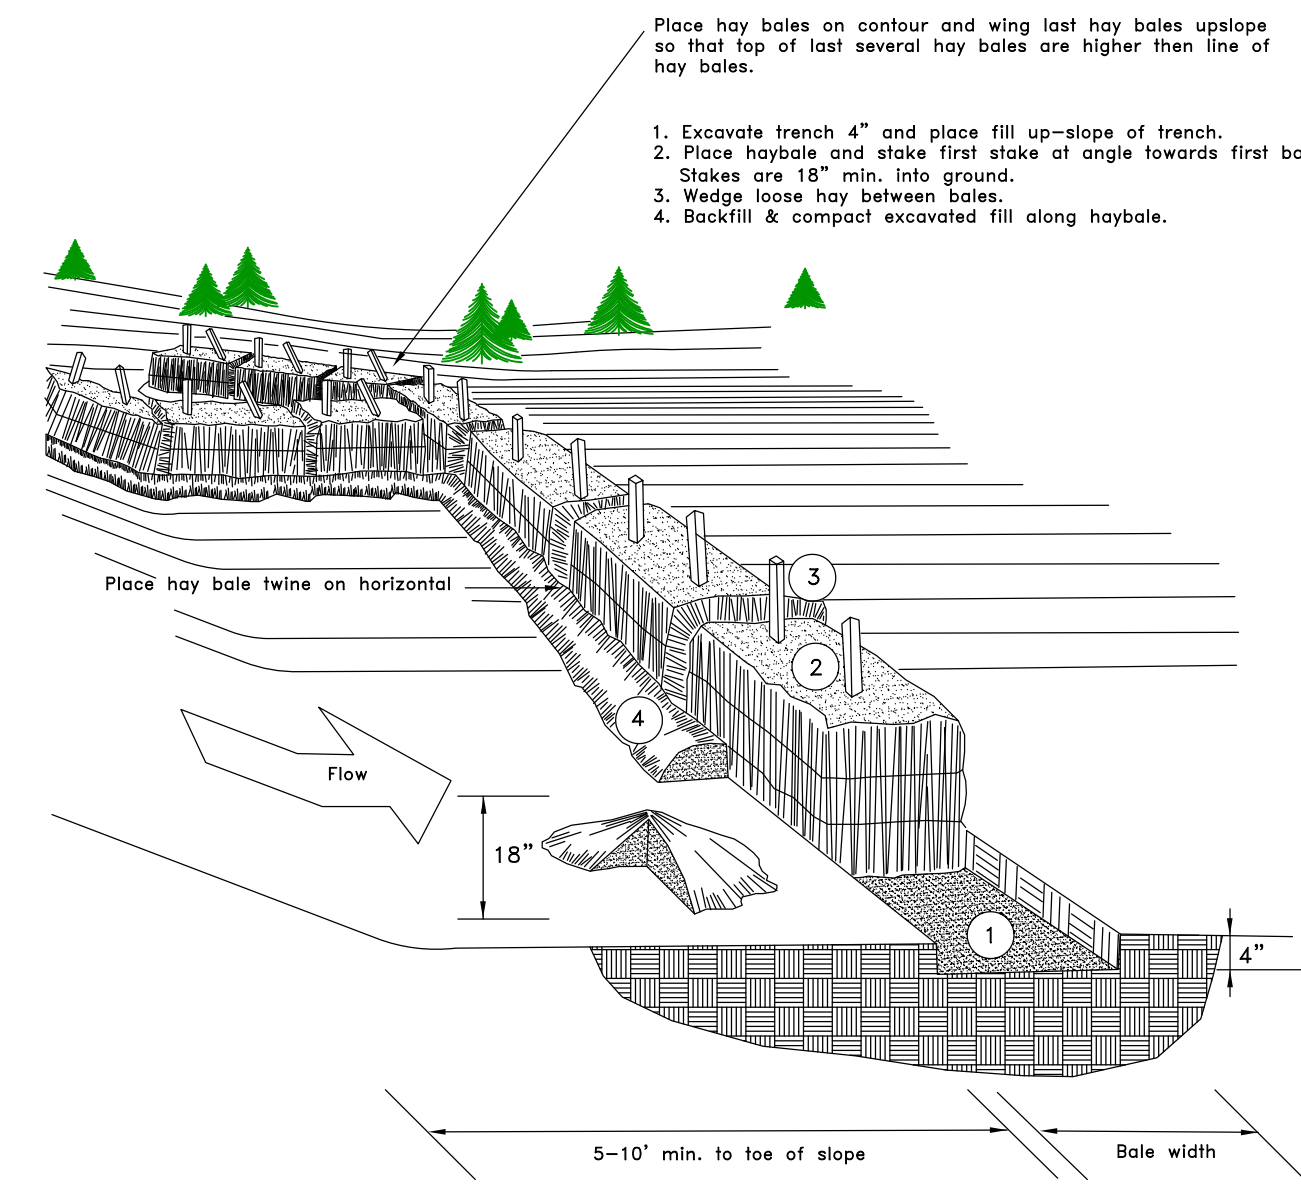 Place hay bales on contour and wing last hay bales upslope
so that top of last several hay bales are higher then line of
hay bales.
1. Excavate trench 4" and place fill up-slope of trench.
2. Place haybale and stake first stake at angle towards first
Stakes are 18" min. into ground.
3. Wedge loose hay between bales.
4. Backfill & compact excavated fill along haybale.
3
Place hay bale twine on horizontal
2
4
Flow
18"
1
4"
5-10' min. to toe of slope
Bale width